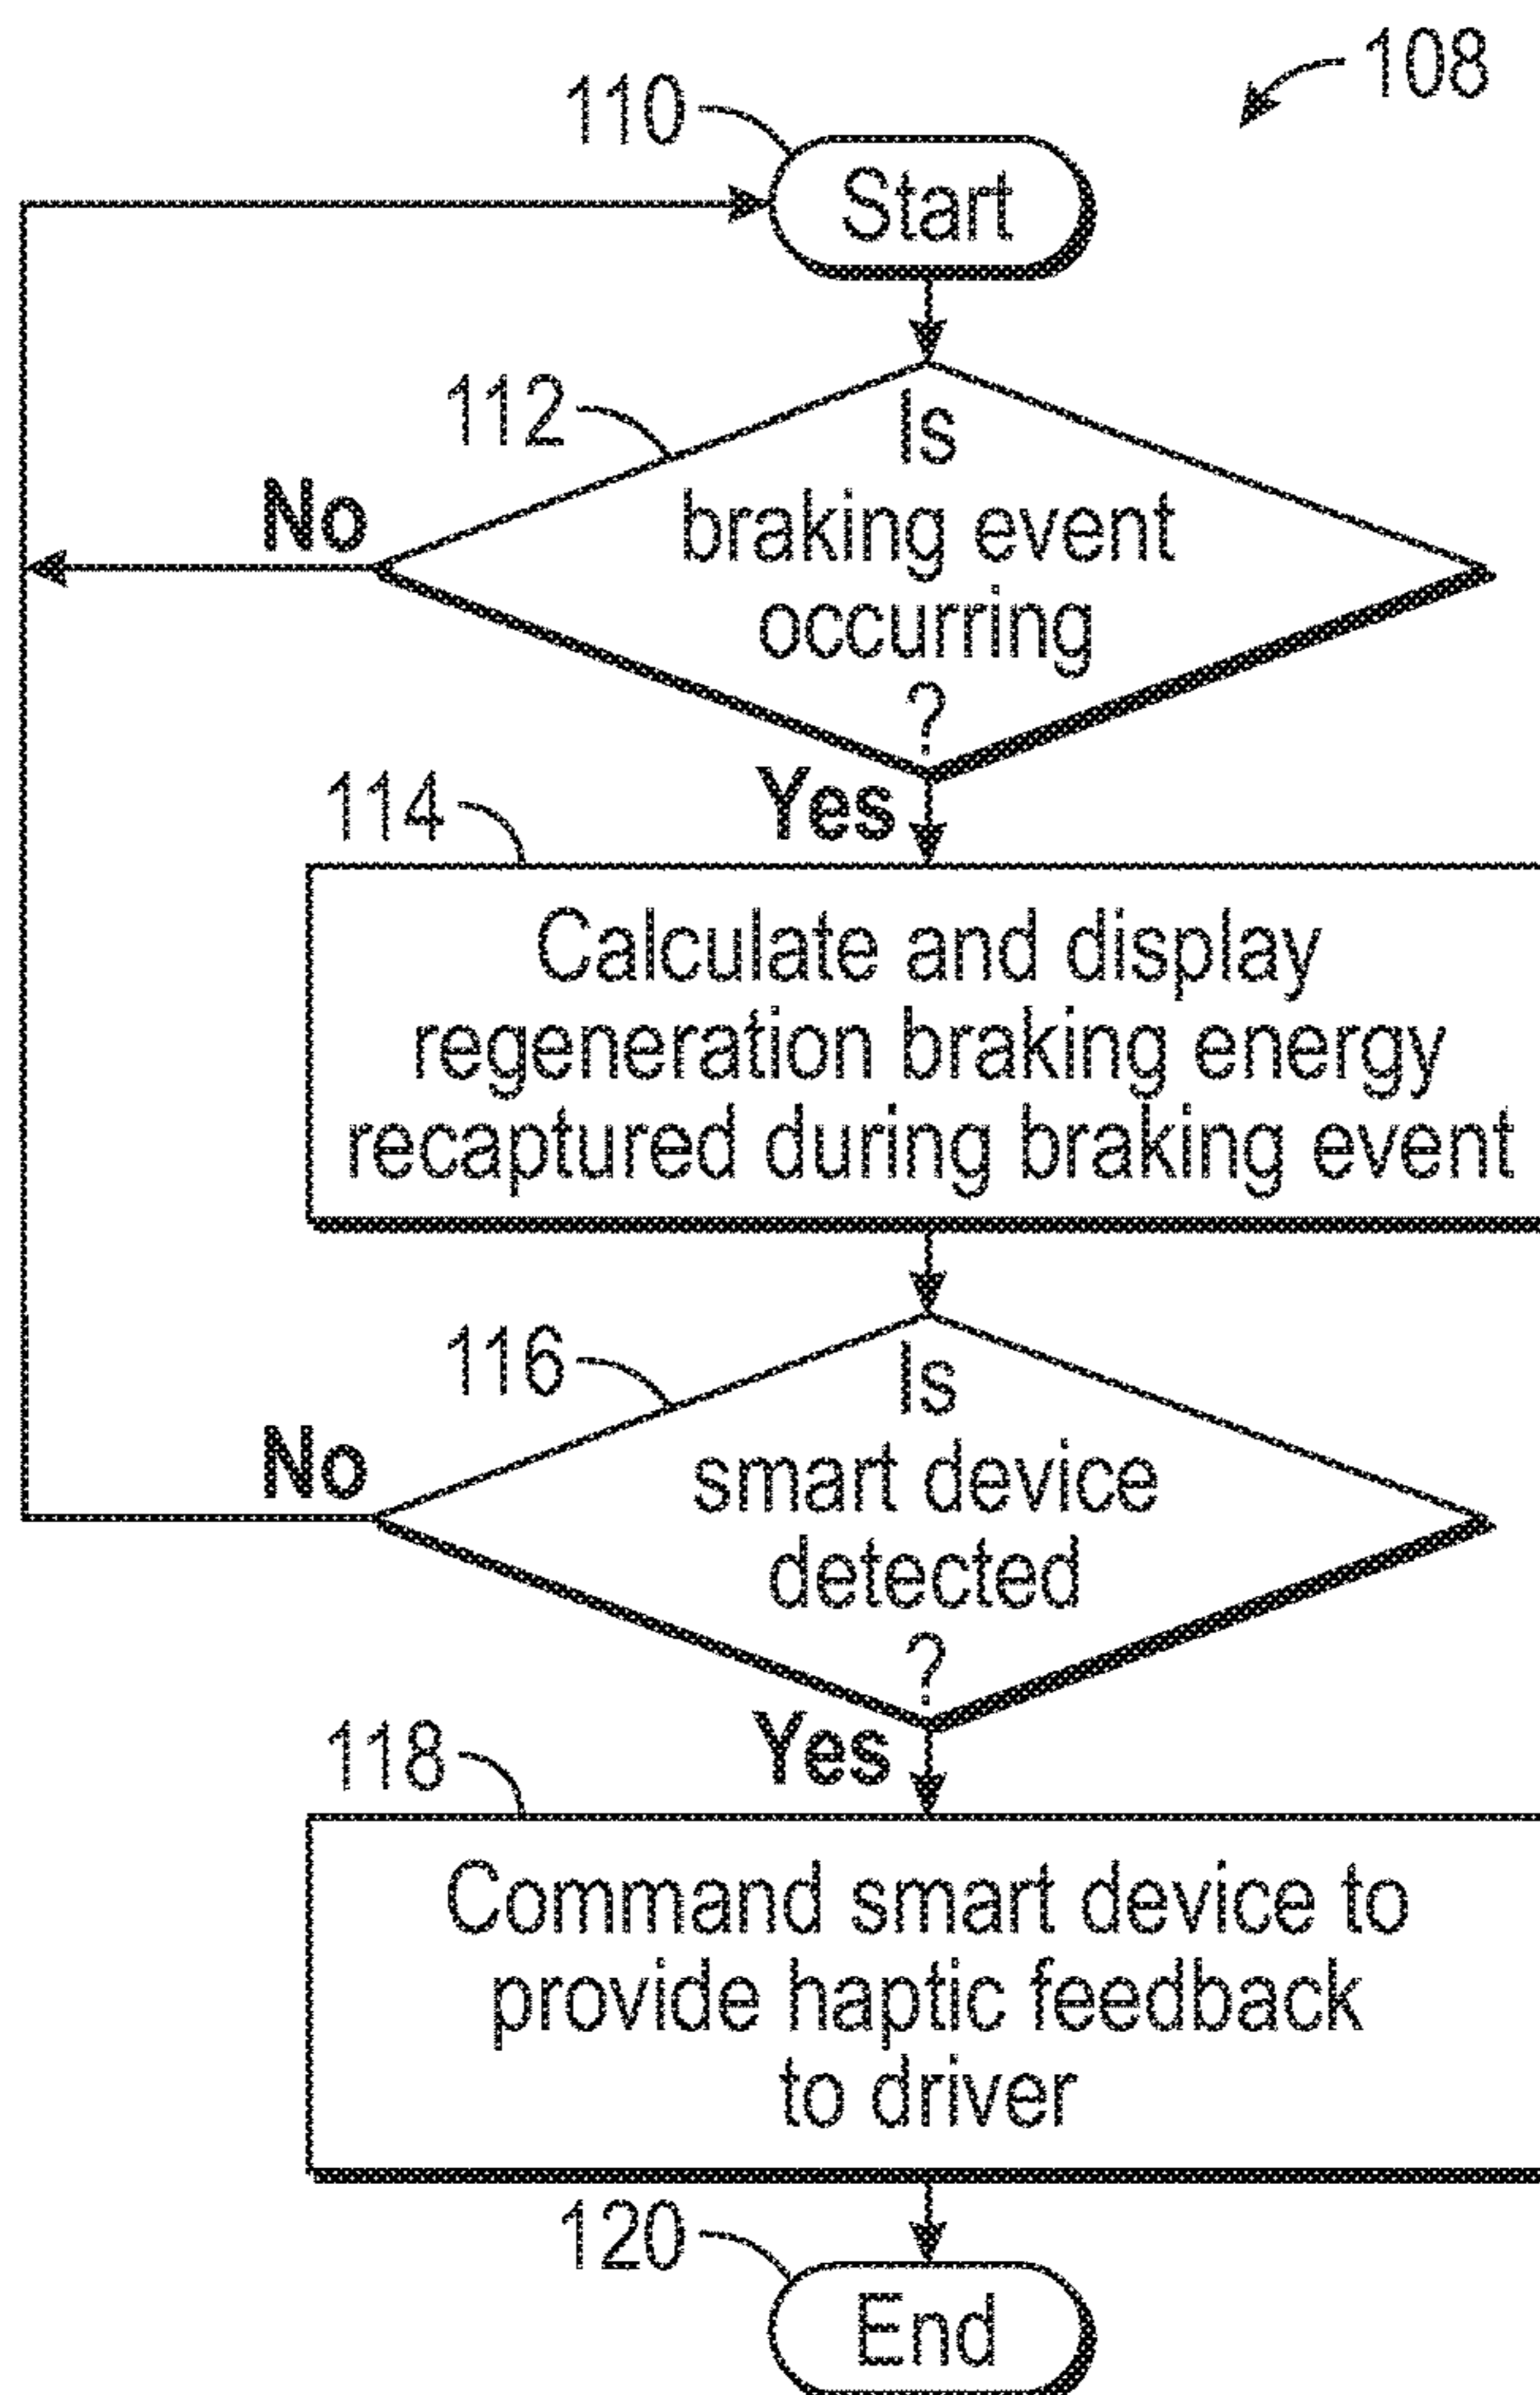 108
110
Start
112
Is
braking event
occurring
?
No
Yes
114
Calculate and display
regeneration braking energy
recaptured during braking event
116
Is
smart device
detected
?
No
Yes
118
Command smart device to
provide haptic feedback
to driver
120
End